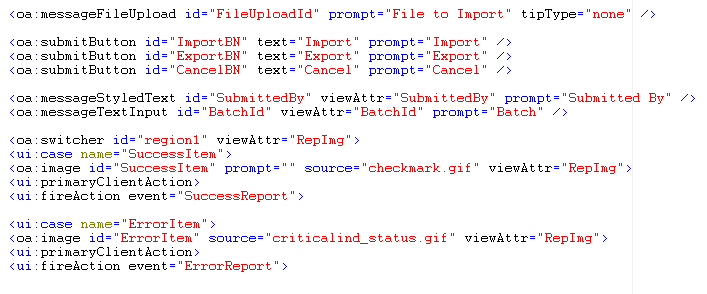 <oa:messageFileUpload id="FileUploadId" prompt="File to Import" tipType="none" />
<oa:submitButton id="ImportBN" text="Import" prompt="Import" />
<oa:submitButton id="ExportBN" text="Export" prompt="Export" />
<oa:submitButton id="CancelBN" text="Cancel" prompt="Cancel" />
<oa:messageStyledText id="SubmittedBy" viewAttr="SubmittedBy" prompt="Submitted By" />
<oa:messageTextInput id="BatchId" viewAttr="BatchId" prompt="Batch" />
<oa:switcher id="region1" viewAttr="RepImg">
<ui:case name="SuccessItem">
<oa:image id="SuccessItem" prompt="" source="checkmark.gif" viewAttr="RepImg">
<ui:primaryClientAction>
<ui:fireAction event="SuccessReport">
<ui:case name="ErrorItem">
<oa:image id="ErrorItem" source="criticalind_status.gif" viewAttr="RepImg">
<ui:primaryClientAction>
<ui:fireAction event="ErrorReport">